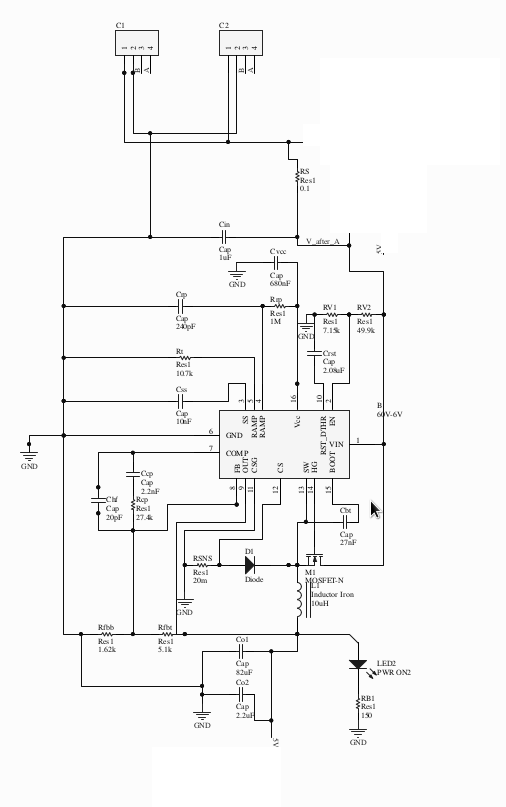 C1
C2
1 2 3 4
1 2 3 4
B A
B A
RS
Res1
0.1
Cin
Cap
1uF
V_after_A
5V
Cvcc
Cap
680nF
GND
Crp
Cap
240pF
Rrp
Res1
1M
GND
RV1
Res1
7.15k
RV2
Res1
49.9k
Rt
Res1
10.7k
Crst
Cap
2.08uF
Css
Cap
10nF
B
60V-6V
3 5 4 16 10 2
SS
RAMP
RAMP
Vcc
RST_DTHR
EN
6
GND
VIN
1
7
COMP
FB
OUT
CSG
CS
SW
HG
BOOT
8 9 11 12 13 14 15
GND
Ccp
Cap
2.2nF
Chf
Cap
20pF
Rcp
Res1
27.4k
Cbt
Cap
27nF
RSNS
Res1
20m
D1
Diode
M1
MOSFET-N
L1
Inductor Iron
10uH
GND
Rfbb
Res1
1.62k
Rfbt
Res1
5.1k
Co1
Cap
82uF
Co2
Cap
2.2uF
GND
5V
LED2
PWR ON2
RB1
Res1
150
GND